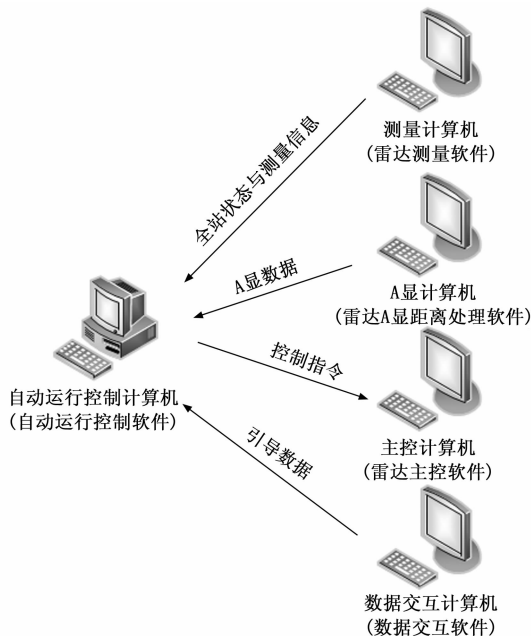 测量计算机
(雷达测量软件)
全站状态与测量信息
A显数据
A显计算机
(雷达A显距离处理软件)
控制指令
自动运行控制计算机
(自动运行控制软件)
主控计算机
(雷达主控软件)
引导数据
数据交互计算机
(数据交互软件)